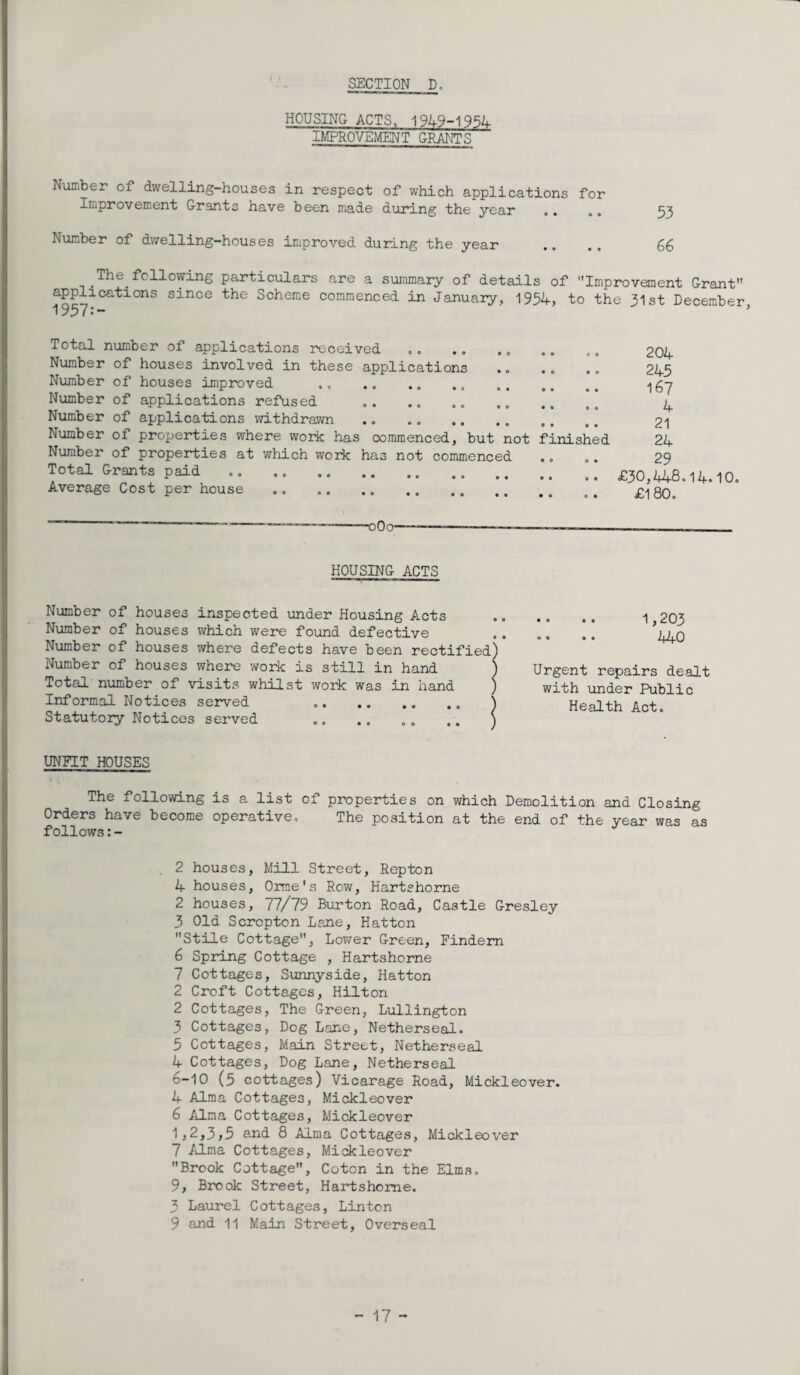 SECTION D.
HOUSING ACTS, 1949-1954
IMPROVEMENT GRANTS
Number of dwelling-houses in respect of which applications for
Improvement Grants have been made during the year .. .. 53
Number of dwelling-houses improved during the year .. .. 66
The following particulars are a summary of details of "Improvement Grant"
applications since the Scheme commenced in January, 1954, to the 31st December,
1957:-
Total number of applications received .. .. .. .. .. 204
Number of houses involved in these applications .. .. .. 245
Number of houses improved .. .. .. .. .. .. .. 167
Number of applications refused .. .. .. .. .. .. 4
Number of applications withdrawn .. .. .. .. .. .. 21
Number of properties where work has commenced, but not finished 24
Number of properties at which work has not commenced .. .. 29
Total Grants paid .. .. .. .. .. .. .. .. .. £30,448.14.10.
Average Cost per house .. .. .. .. .. .. .. .. £180.
oOo
HOUSING ACTS
Number of houses inspected under Housing Acts .. .. .. .. 1,203
Number of houses which were found defective .. .. .. 440
Number of houses where defects have been rectified)
Number of houses where work is still in hand ) Urgent repairs dealt
Total number of visits whilst work was in hand ) with under Public
Informal Notices served .. .. .. .. ) Health Act.
Statutory Notices served .. .. .. .. )
UNFIT HOUSES
The following is a list of properties on which Demolition and Closing
Orders have become operative. The position at the end of the year was as
follows:-
2 houses, Mill Street, Repton
4 houses, Orme's Row, Hartshorne
2 houses, 77/79 Burton Road, Castle Gresley
3 Old Scropton Lane, Hatton
"Stile Cottage", Lower Green, Findern
6 Spring Cottage , Hartshorne
7 Cottages, Sunnyside, Hatton
2 Croft Cottages, Hilton
2 Cottages, The Green, Lullington
3 Cottages, Dog Lane, Netherseal.
5 Cottages, Main Street, Netherseal
4 Cottages, Dog Lane, Netherseal
6-10 (5 cottages) Vicarage Road, Mickleover.
4 Alma Cottages, Mickleover
6 Alma Cottages, Mickleover
1,2,3,5 and 8 Alma Cottages, Mickleover
7 Alma Cottages, Mickleover
"Brook Cottage", Coton in the Elms.
9, Brook Street, Hartshorne.
3 Laurel Cottages, Linton
9 and 11 Main Street, Overseal
- 17 -